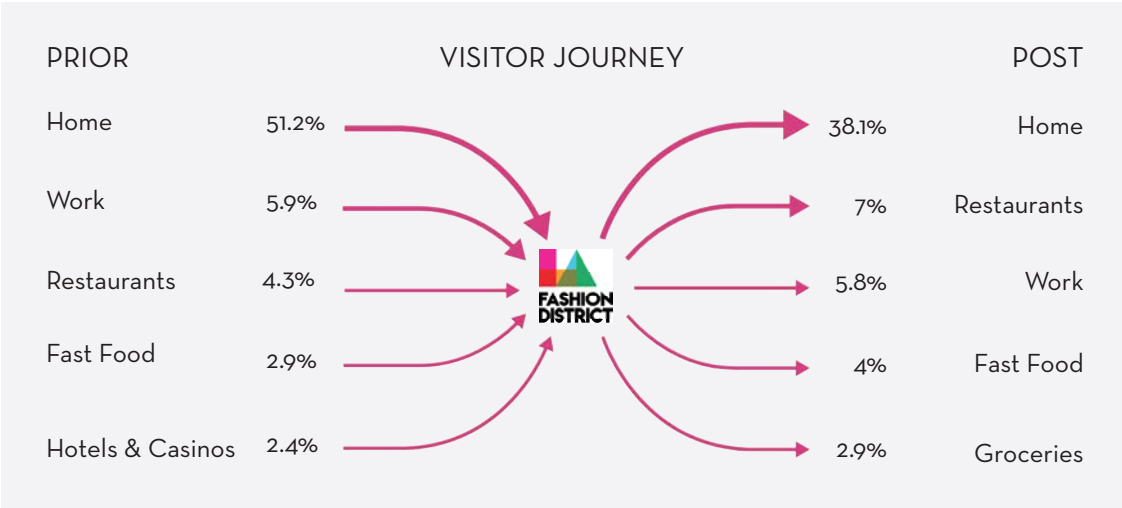 PRIOR VISITOR JOURNEY POST
Home 51.2% 38.1% Home
Work 5.9% 7% Restaurants
Restaurants 4.3% 5.8% Work
FASHION
DISTRICT
Fast Food 2.9% 4% Fast Food
Hotels & Casinos 2.4% 2.9% Groceries